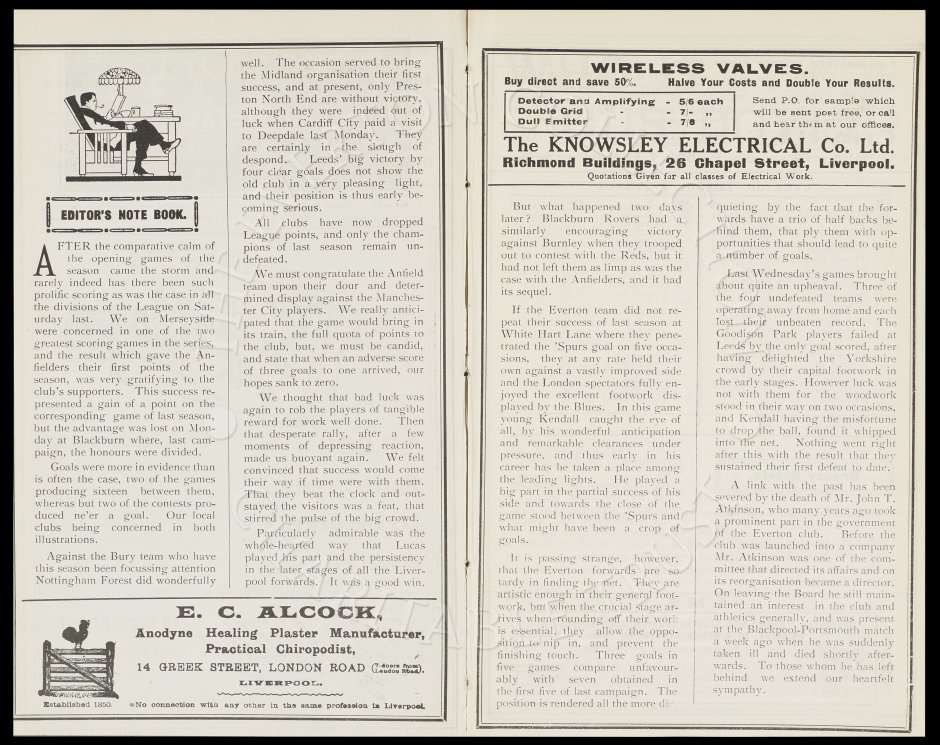 EDITOR'S NOTE BOOK.
AFTER the comparative calm of
the opening games of the
season came the storm and
rarely indeed has there been such
prolific scoring as was the case in all
the divisions of the League on Sat-
urday last. We on Merseyside
were concerned in one of the two
greatest scoring games in the series,
and the result which gave the An-
fielders their first points of the
season, was very gratifying to the
club's supporters. This success re-
presented a gain of a point on the
corresponding game of last season,
but the advantage was lost on Mon-
day at Blackburn where, last cam-
paign, the honours were divided.
Goals were more in evidence than
is often the case, two of the games
producing sixteen between them,
whereas but two of the contests pro-
duced ne'er a goal. Our local
clubs being concerned in both
illustrations.
Against the Bury team who have
this season been focussing attention
Nottingham Forest did wonderfully
well. The occasion served to bring
the Midland organisation their first
success, and at present, only Pres-
ton North End are without victory,
although they were indeed out of
luck when Cardiff City paid a visit
to Deepdale last Monday. They
are certainly in the slough of
despond. Leeds' big victory by
four clear goals does not show the
old club in a very pleasing light,
and their position is thus early be-
coming serious.
All clubs have now dropped
League points, and only the cham-
pions of last season remain un-
defeated.
We must congratulate the Anfield
team upon their dour and deter-
mined display against the Manches-
ter City players. We really antici-
pated that the game would bring in
its train, the full quota of points to
the club, but, we must be candid,
and state that when an adverse score
of three goals to one arrived, our
hopes sank to zero.
We thought that bad luck was
again to rob the players of tangible
reward for work well done. Then
that desperate rally, after a few
moments of depressing reaction,
made us buoyant again. We felt
convinced that success would come
their way if time were with them.
That they beat the clock and out-
stayed the visitors was a feat, that
stirred the pulse of the big crowd.
Particularly admirable was the
whole-hearted way that Lucas
played his part and the persistency
in the later stages of all the Liver-
pool forwards. It was a good win.
E. C. ALCOCK,
Anodyne Healing Plaster Manufacturer,
Practical Chiropodist,
14 GREEK STREET, LONDON ROAD (3 doors from London Road),
LIVERPOOL.
Established 1850. *No connection with any other in the same profession in Liverpool.
WIRELESS VALVES.
Buy direct and save 50%. Halve Your Costs and Double Your Results.
Detector and Amplifying - 5/6 each
Double Grid - - 7/- ,,
Dull Emitter - - 7/6 ,,
Send P.O. for sample which
will be sent post free, or call
and hear them at our offices.
The KNOWSLEY ELECTRICAL Co. Ltd.
Richmond Buildings, 26 Chapel Street, Liverpool.
Quotations Given for all classes of Electrical Work.
But what happened two days
later? Blackburn Rovers had a
similarly encouraging victory
against Burnley when they trooped
out to contest with the Reds, but it
had not left them as limp as was the
case with the Anfielders, and it had
its sequel.
If the Everton team did not re-
peat their success of last season at
White Hart Lane where they pene-
trated the 'Spurs goal on five occa-
sions, they at any rate held their
own against a vastly improved side
and the London spectators fully en-
joyed the excellent footwork dis-
played by the Blues. In this game
young Kendall caught the eye of
all, by his wonderful anticipation
and remarkable clearances under
pressure, and thus early in his
career has he taken a place among
the leading lights. He played a
big part in the partial success of his
side and towards the close of the
game stood between the 'Spurs and
what might have been a crop of
goals.
It is passing strange, however,
that the Everton forwards are so
tardy in finding the net. They are
artistic enough in their general foot-
work, but when the crucial stage ar-
rives when rounding off their work
is essential, they allow the oppo-
sition to nip in, and prevent the
finishing touch. Three goals in
five games compare unfavour-
ably with seven obtained in
the first five of last campaign. The
position is rendered all the more dis-
quieting by the fact that the for-
wards have a trio of half backs be-
hind them, that ply them with op-
portunities that should lead to quite
a number of goals.
Last Wednesday's games brought
about quite an upheaval. Three of
the four undefeated teams were
operating away from home and each
lost their unbeaten record. The
Goodison Park players failed at
Leeds by the only goal scored, after
having delighted the Yorkshire
crowd by their capital footwork in
the early stages. However luck was
not with them for the woodwork
stood in their way on two occasions,
and Kendall having the misfortune
to drop the ball, found it whipped
into the net. Nothing went right
after this with the result that they
sustained their first defeat to date.
A link with the past has been
severed by the death of Mr. John T.
Atkinson, who many years ago took
a prominent part in the government
of the Everton club. Before the
club was launched into a company
Mr. Atkinson was one of the com-
mittee that directed its affairs and on
its reorganisation became a director.
On leaving the Board he still main-
tained an interest in the club and
athletics generally, and was present
at the Blackpool-Portsmouth match
a week ago when he was suddenly
taken ill and died shortly after-
wards. To those whom he has left
behind we extend our heartfelt
sympathy.